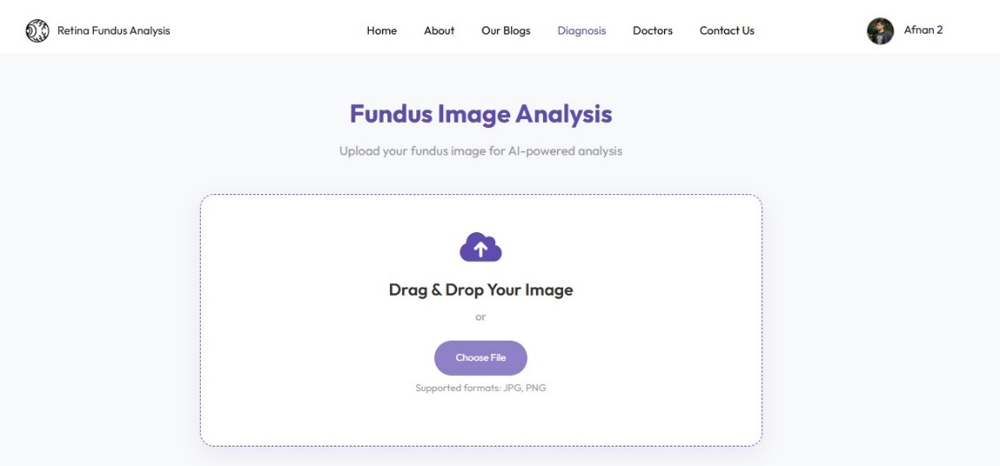 Retina Fundus Analysis
Home About Our Blogs Diagnosis Doctors Contact Us
Afnan 2
Fundus Image Analysis
Upload your fundus image for AI-powered analysis
Drag & Drop Your Image
or
Choose File
Supported formats: JPG, PNG